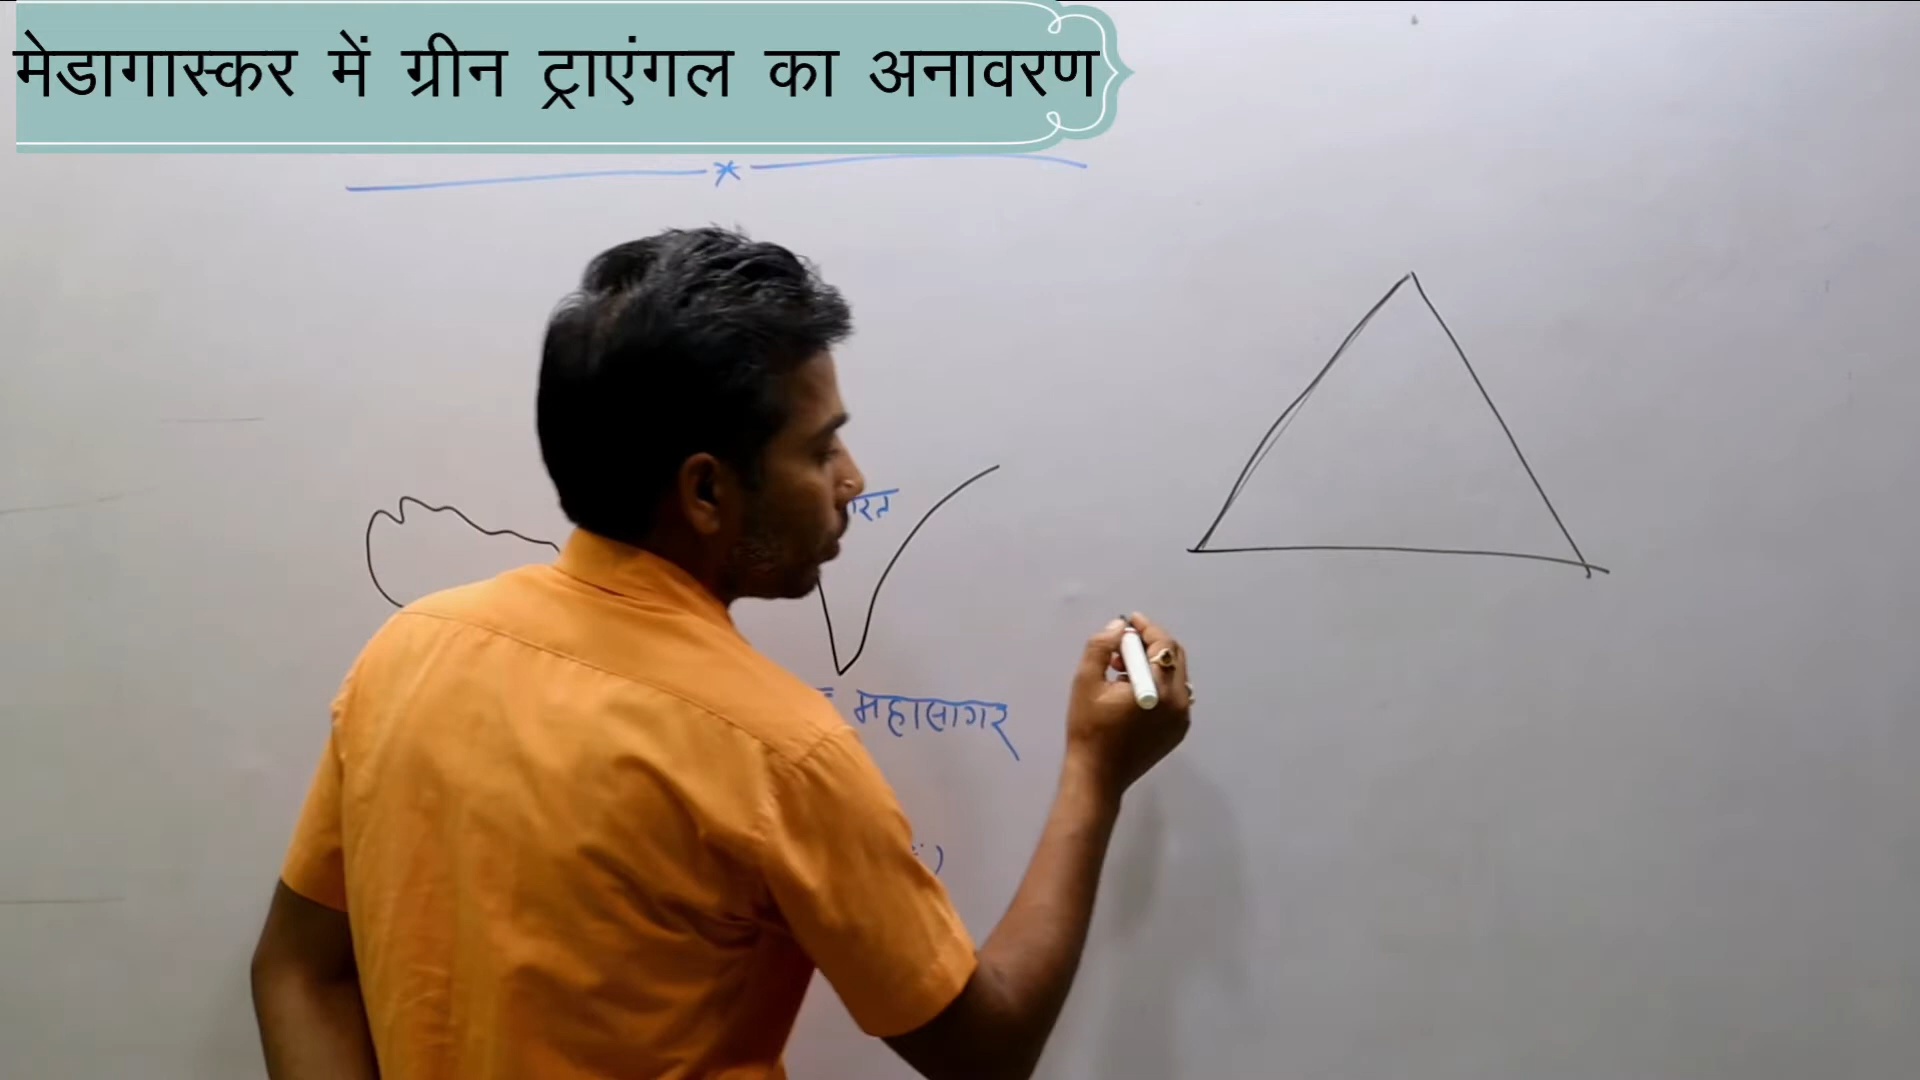 मेडागास्कर में ग्रीन ट्राएंगल का अनावरण
महासागर